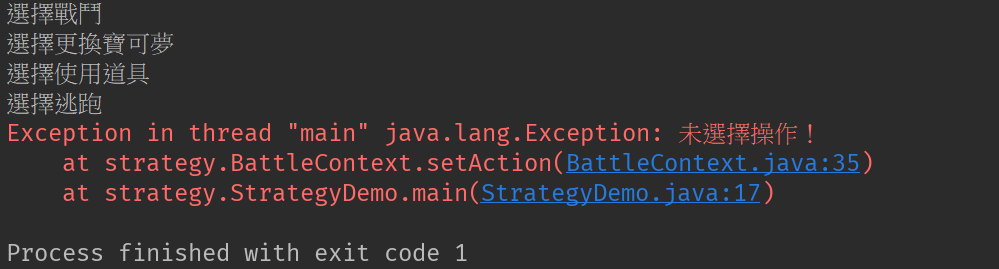 選擇戰鬥
選擇更換寶可夢
選擇使用道具
選擇逃跑
Exception in thread "main" java.lang.Exception: 未選擇操作！
    at strategy.BattleContext.setAction(BattleContext.java:35)
    at strategy.StrategyDemo.main(StrategyDemo.java:17)
Process finished with exit code 1